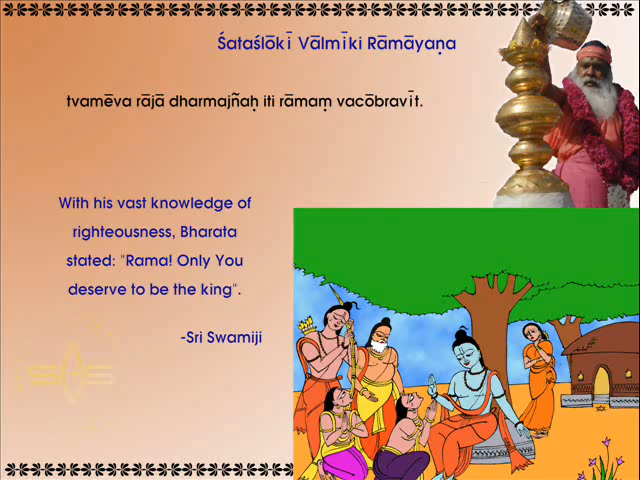 Śataślōkī Vālmīki Rāmāyaṇa
tvamēva rājā dharmajñaḥ iti rāmaṃ vacōbravīt.
With his vast knowledge of
righteousness, Bharata
stated: "Rama! Only You
deserve to be the king".
-Sri Swamiji